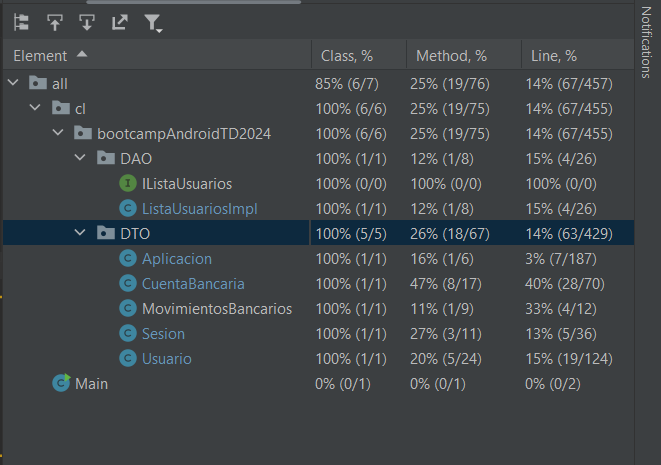 Element Class, % Method, % Line, %
all 85% (6/7) 25% (19/76) 14% (67/457)
cl 100% (6/6) 25% (19/75) 14% (67/455)
bootcampAndroidTD2024 100% (6/6) 25% (19/75) 14% (67/455)
DAO 100% (1/1) 12% (1/8) 15% (4/26)
I IListaUsuarios 100% (0/0) 100% (0/0) 100% (0/0)
C ListaUsuariosImpl 100% (1/1) 12% (1/8) 15% (4/26)
DTO 100% (5/5) 26% (18/67) 14% (63/429)
C Aplicacion 100% (1/1) 16% (1/6) 3% (7/187)
C CuentaBancaria 100% (1/1) 47% (8/17) 40% (28/70)
C MovimientosBancarios 100% (1/1) 11% (1/9) 33% (4/12)
C Sesion 100% (1/1) 27% (3/11) 13% (5/36)
C Usuario 100% (1/1) 20% (5/24) 15% (19/124)
C Main 0% (0/1) 0% (0/1) 0% (0/2)
Notifications